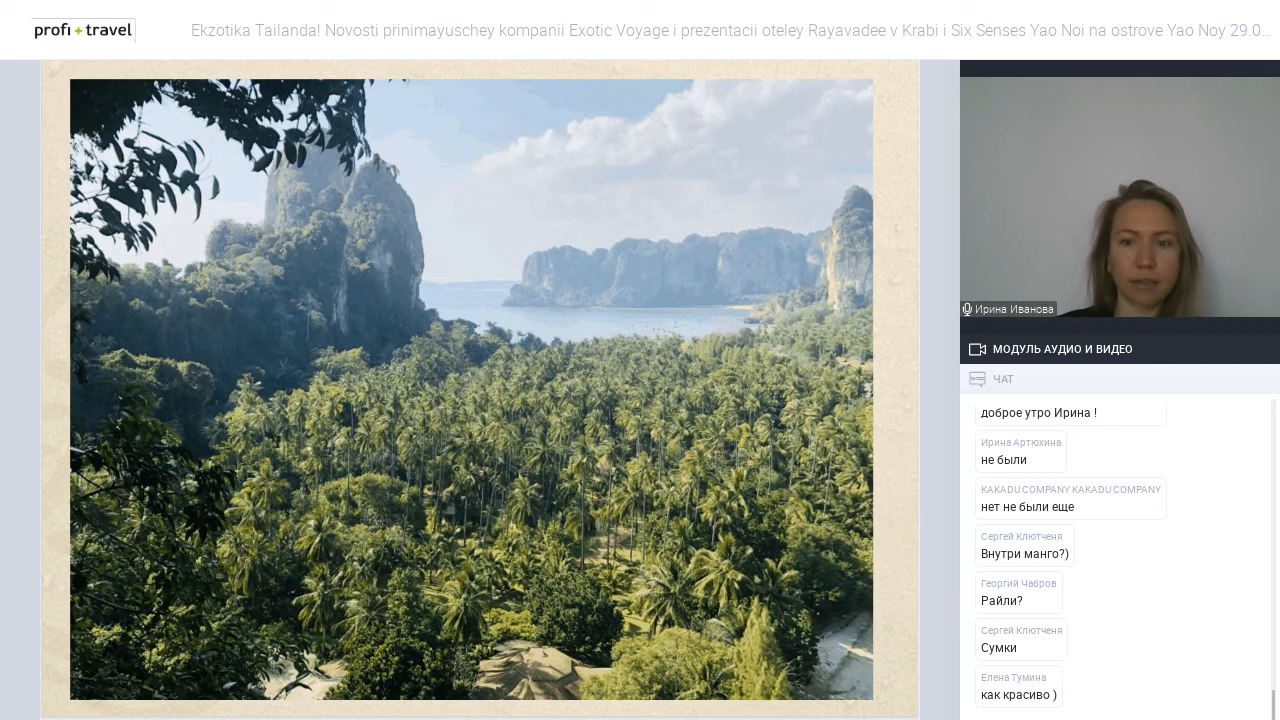 profi + travel
Ekzotika Tailanda! Novosti prinimayuschey kompanii Exotic Voyage i prezentacii oteley Rayavadee v Krabi i Six Senses Yao Noi na ostrove Yao Noy 29.0...
Ирина Иванова
МОДУЛЬ АУДИО И ВИДЕО
ЧАТ
доброе утро Ирина !
Ирина Артюхина
не были
KAKADU COMPANY KAKADU COMPANY
нет не были еще
Сергей Клютченя
Внутри манго?)
Георгий Чабров
Райли?
Сергей Клютченя
Сумки
Елена Тумина
как красиво )